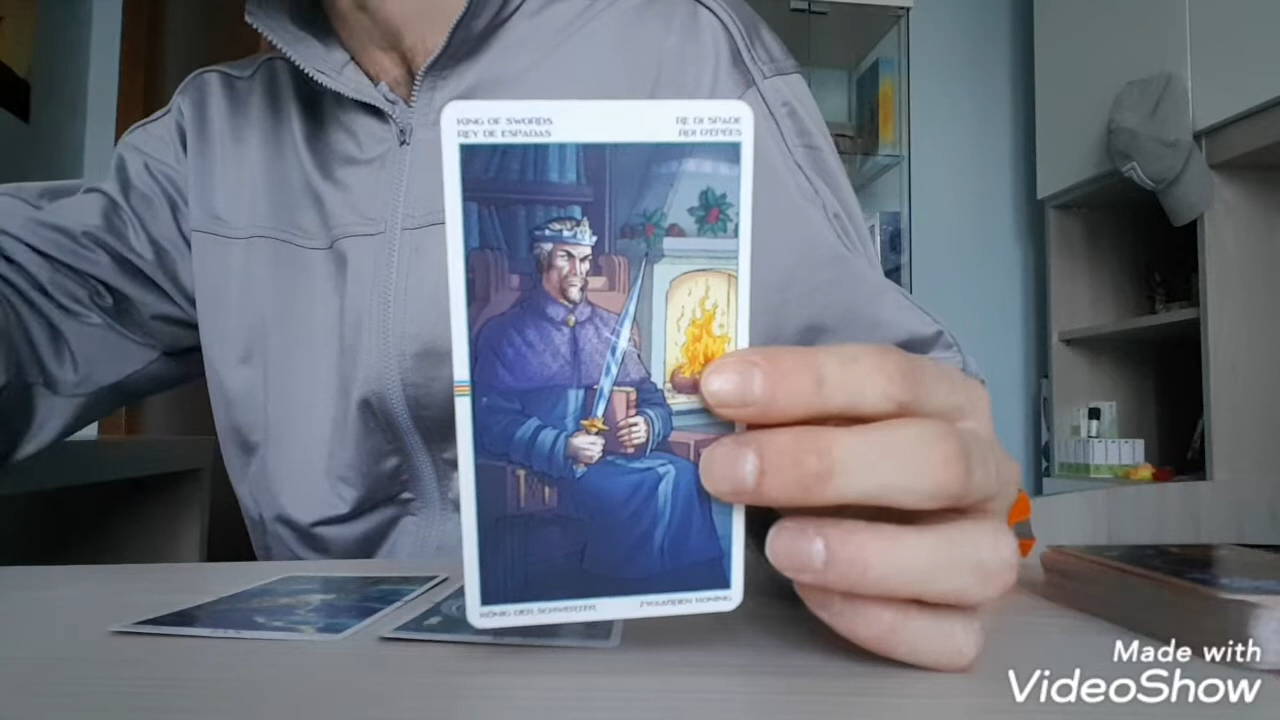 KING OF SWORDS
REY DE ESPADAS
RE DI SPADE
ROI D'ÉPÉES
KÖNIG DER SCHWERTER
ZWAARDEN KONING
Made with
VideoShow